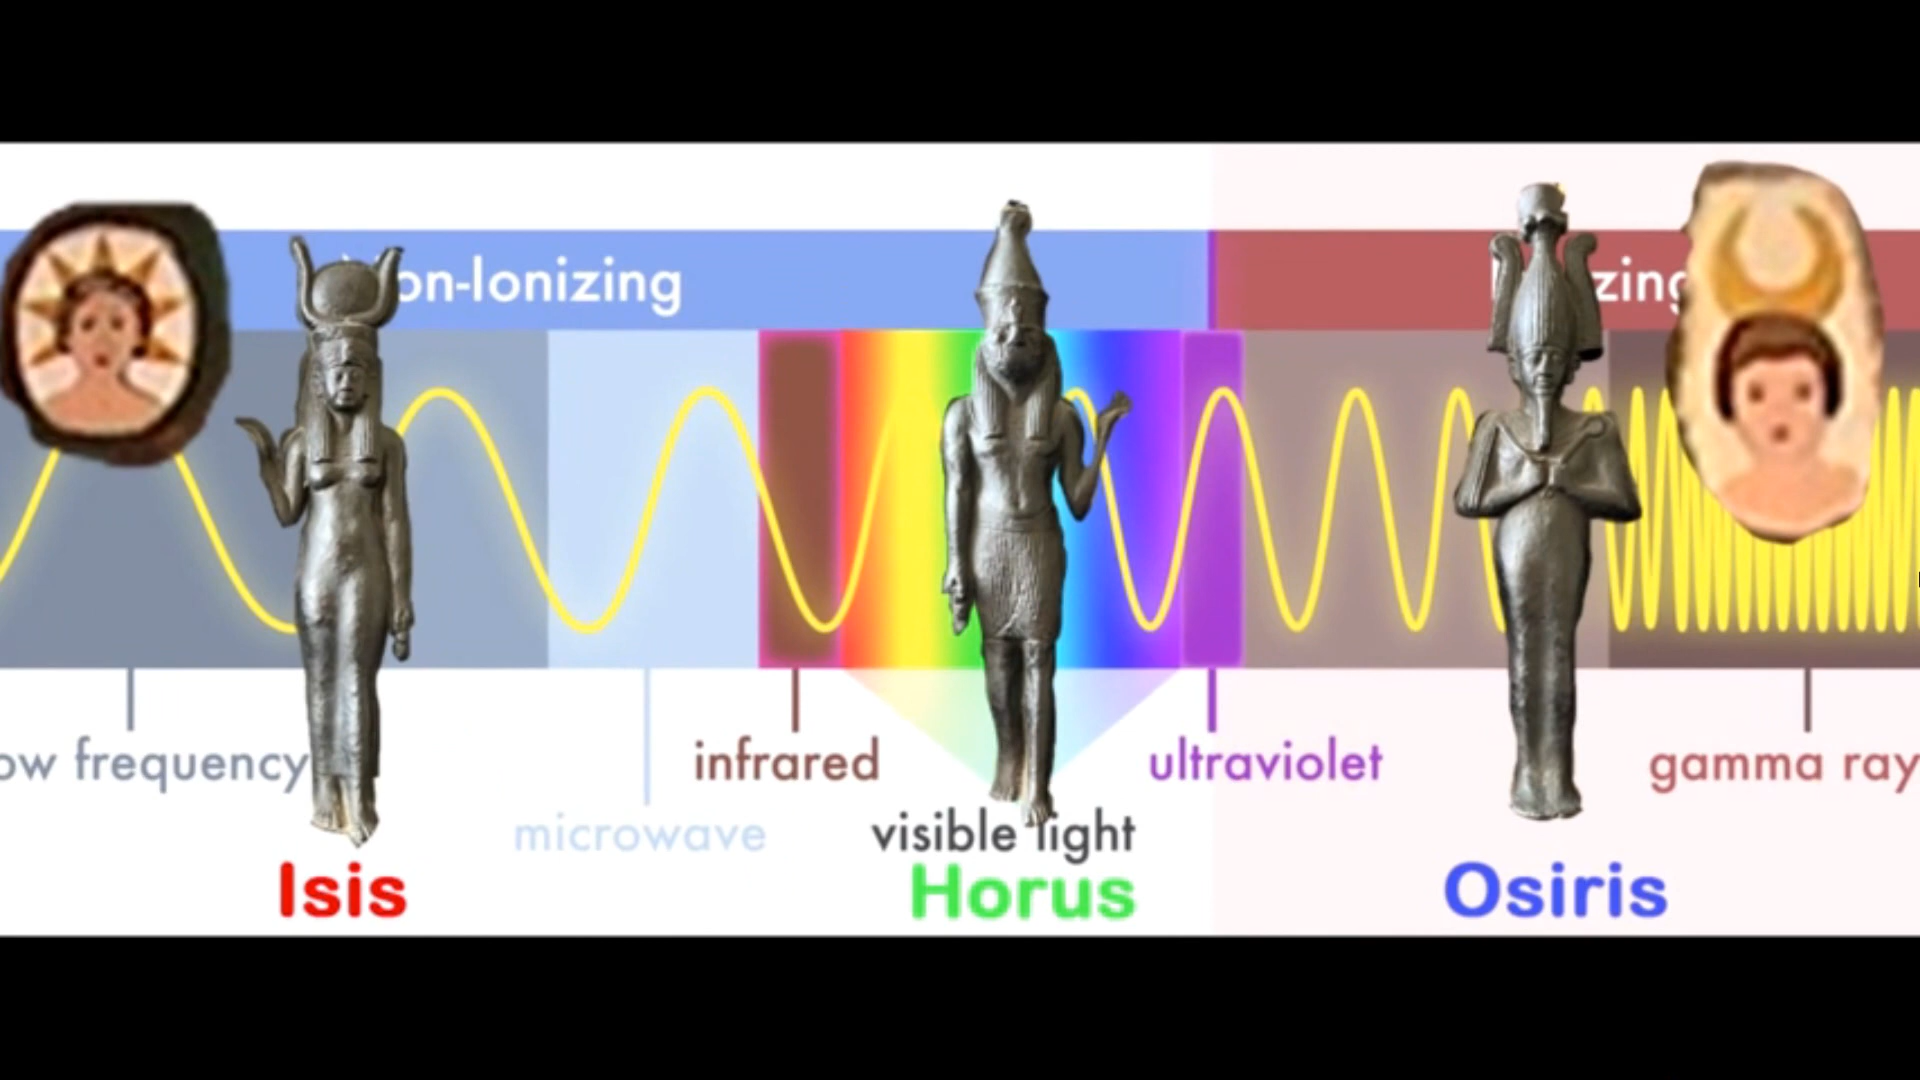 on-Ionizing
zing
ow frequency
infrared
ultraviolet
gamma ray
microwave
visible light
Isis
Horus
Osiris